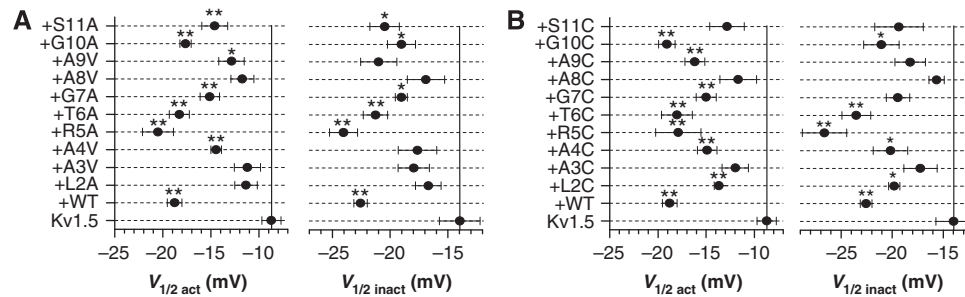 A
+S11A ** *
+G10A ** *
+A9V *
+A8V
+G7A ** *
+T6A ** **
+R5A ** **
+A4V **
+A3V
+L2A
+WT ** **
Kv1.5
−25 −20 −15 −10
V1/2 act (mV)
−25 −20 −15
V1/2 inact (mV)
B
+S11C
+G10C ** *
+A9C **
+A8C
+G7C **
+T6C ** **
+R5C ** **
+A4C ** *
+A3C
+L2C ** *
+WT ** **
Kv1.5
−25 −20 −15 −10
V1/2 act (mV)
−25 −20 −15
V1/2 inact (mV)